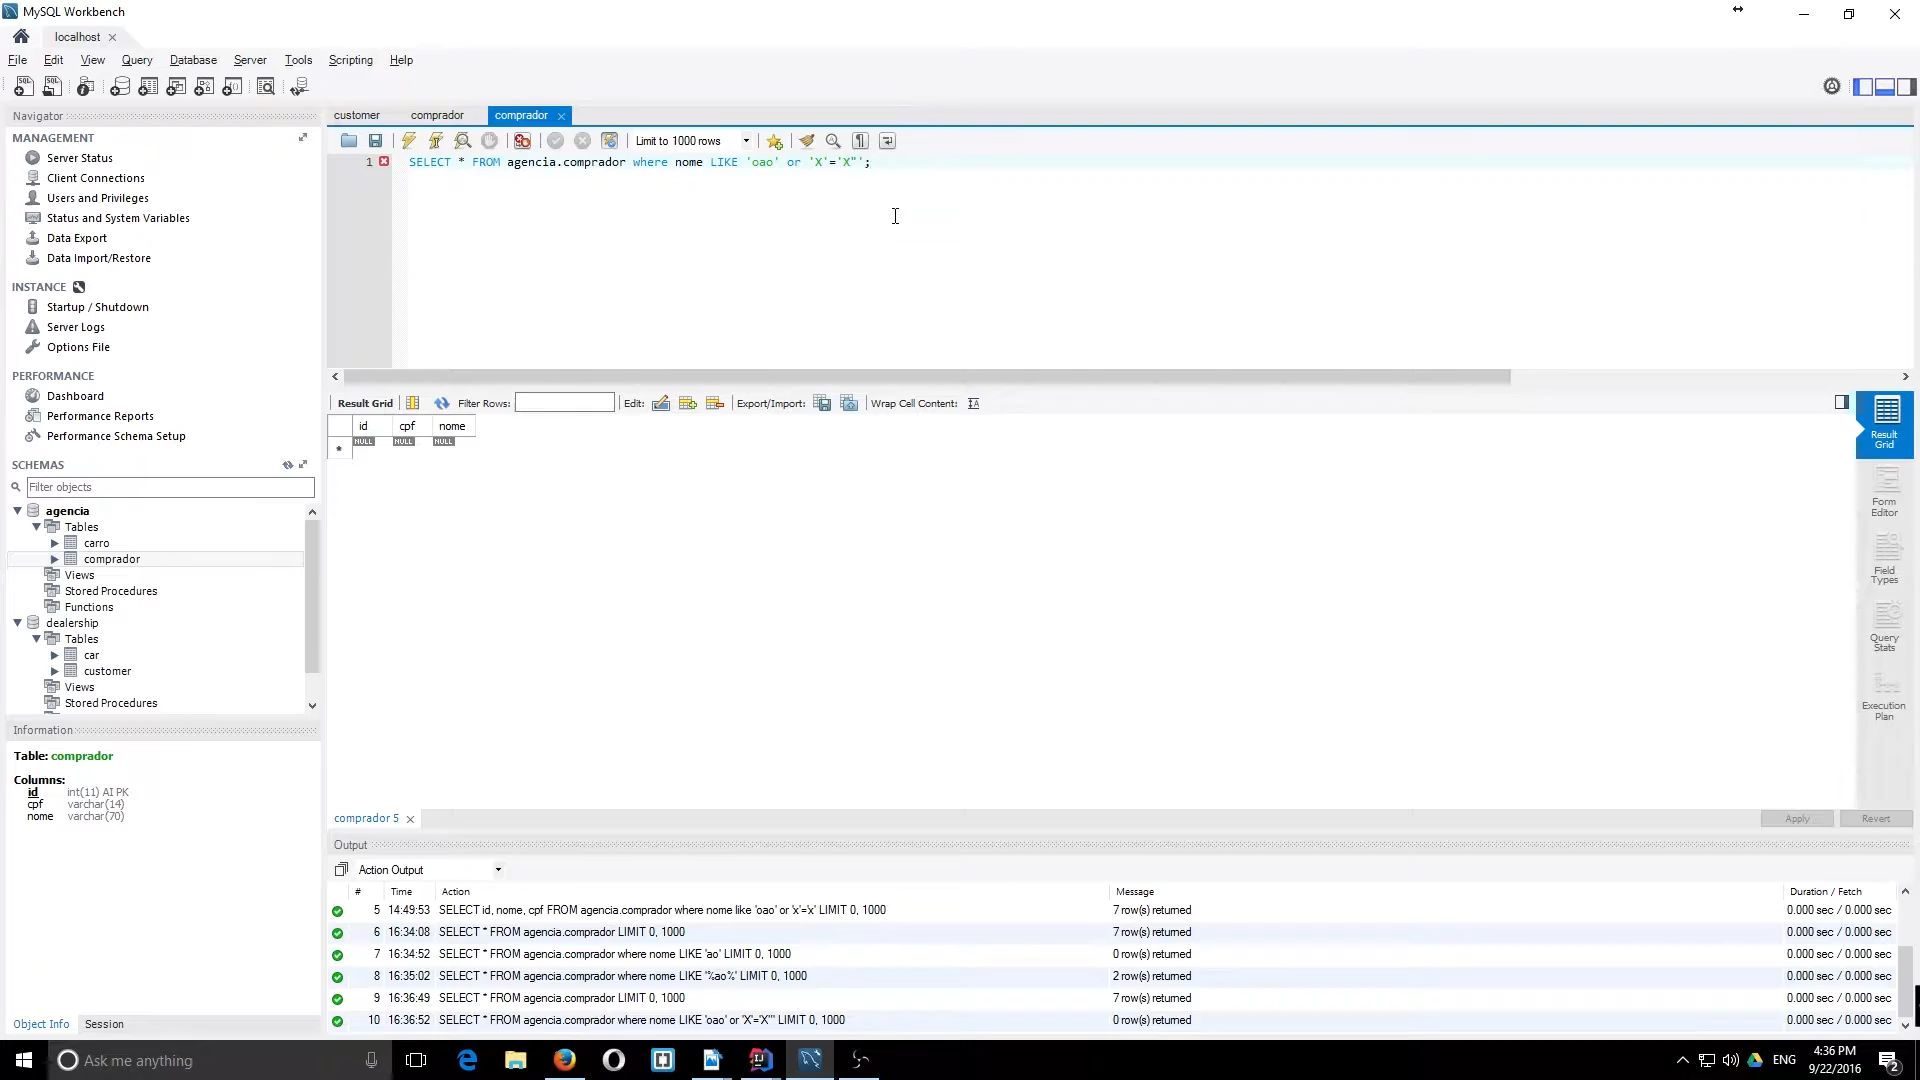 MySQL Workbench
localhost
File Edit View Query Database Server Tools Scripting Help
Navigator
MANAGEMENT
Server Status
Client Connections
Users and Privileges
Status and System Variables
Data Export
Data Import/Restore
INSTANCE
Startup / Shutdown
Server Logs
Options File
PERFORMANCE
Dashboard
Performance Reports
Performance Schema Setup
SCHEMAS
Filter objects
agencia
Tables
carro
comprador
Views
Stored Procedures
Functions
dealership
Tables
car
customer
Views
Stored Procedures
Information
Table: comprador
Columns:
id int(11) AI PK
cpf varchar(14)
nome varchar(70)
Object Info Session
customer comprador comprador
Limit to 1000 rows
1 SELECT * FROM agencia.comprador where nome LIKE 'oao' or 'X'='X"';
Result Grid Filter Rows: Edit: Export/Import: Wrap Cell Content:
id cpf nome
* NULL NULL NULL
Result
Grid
Form
Editor
Field
Types
Query
Stats
Execution
Plan
comprador 5 Apply Revert
Output
Action Output
# Time Action Message Duration / Fetch
5 14:49:53 SELECT id, nome, cpf FROM agencia.comprador where nome like 'oao' or 'x'='x' LIMIT 0, 1000 7 row(s) returned 0.000 sec / 0.000 sec
6 16:34:08 SELECT * FROM agencia.comprador LIMIT 0, 1000 7 row(s) returned 0.000 sec / 0.000 sec
7 16:34:52 SELECT * FROM agencia.comprador where nome LIKE 'ao' LIMIT 0, 1000 0 row(s) returned 0.000 sec / 0.000 sec
8 16:35:02 SELECT * FROM agencia.comprador where nome LIKE '%ao%' LIMIT 0, 1000 2 row(s) returned 0.000 sec / 0.000 sec
9 16:36:49 SELECT * FROM agencia.comprador LIMIT 0, 1000 7 row(s) returned 0.000 sec / 0.000 sec
10 16:36:52 SELECT * FROM agencia.comprador where nome LIKE 'oao' or 'X'='X"' LIMIT 0, 1000 0 row(s) returned 0.000 sec / 0.000 sec
Ask me anything
ENG
4:36 PM
9/22/2016
2